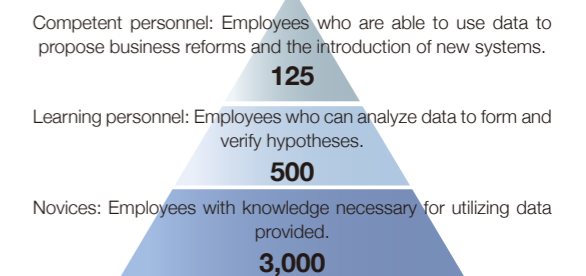 Competent personnel: Employees who are able to use data to
propose business reforms and the introduction of new systems.
125
Learning personnel: Employees who can analyze data to form and
verify hypotheses.
500
Novices: Employees with knowledge necessary for utilizing data
provided.
3,000